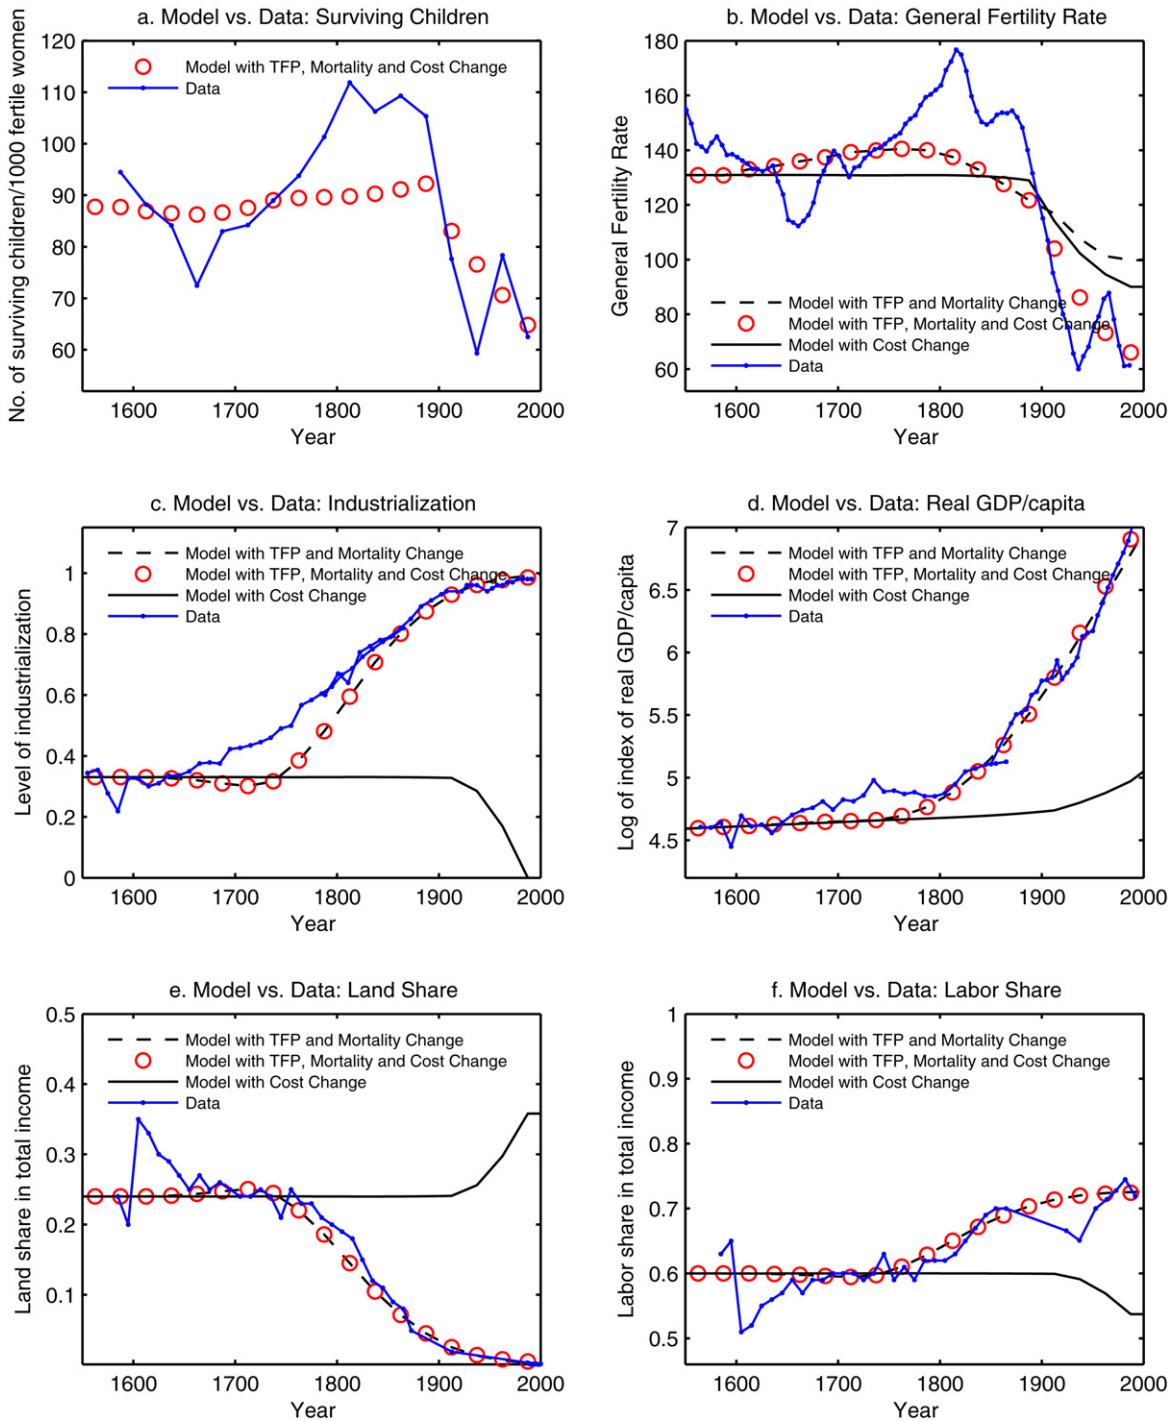 a. Model vs. Data: Surviving Children
No. of surviving children/1000 fertile women
120
110
100
90
80
70
60
Model with TFP, Mortality and Cost Change
Data
1600 1700 1800 1900 2000
Year
b. Model vs. Data: General Fertility Rate
General Fertility Rate
180
160
140
120
100
80
60
Model with TFP and Mortality Change
Model with TFP, Mortality and Cost Change
Model with Cost Change
Data
1600 1700 1800 1900 2000
Year
c. Model vs. Data: Industrialization
Level of industrialization
1
0.8
0.6
0.4
0.2
0
Model with TFP and Mortality Change
Model with TFP, Mortality and Cost Change
Model with Cost Change
Data
1600 1700 1800 1900 2000
Year
d. Model vs. Data: Real GDP/capita
Log of index of real GDP/capita
7
6.5
6
5.5
5
4.5
Model with TFP and Mortality Change
Model with TFP, Mortality and Cost Change
Model with Cost Change
Data
1600 1700 1800 1900 2000
Year
e. Model vs. Data: Land Share
Land share in total income
0.5
0.4
0.3
0.2
0.1
Model with TFP and Mortality Change
Model with TFP, Mortality and Cost Change
Model with Cost Change
Data
1600 1700 1800 1900 2000
Year
f. Model vs. Data: Labor Share
Labor share in total income
1
0.9
0.8
0.7
0.6
0.5
Model with TFP and Mortality Change
Model with TFP, Mortality and Cost Change
Model with Cost Change
Data
1600 1700 1800 1900 2000
Year